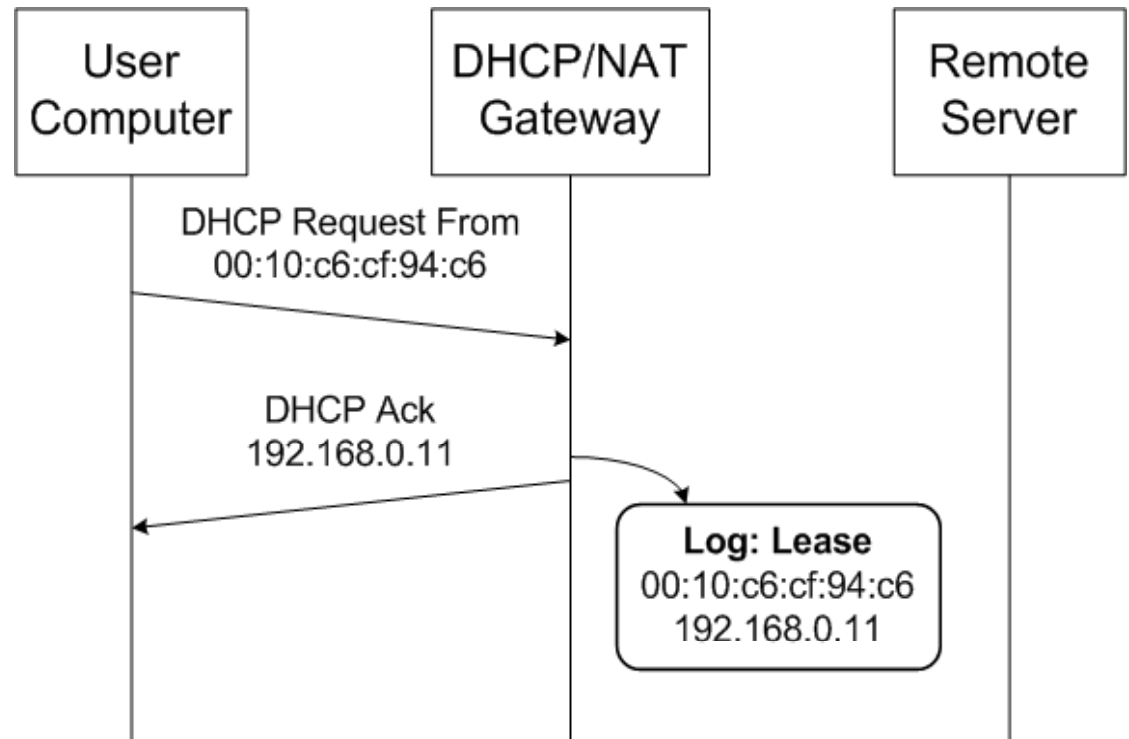 User
Computer
DHCP/NAT
Gateway
Remote
Server
DHCP Request From
00:10:c6:cf:94:c6
DHCP Ack
192.168.0.11
Log: Lease
00:10:c6:cf:94:c6
192.168.0.11